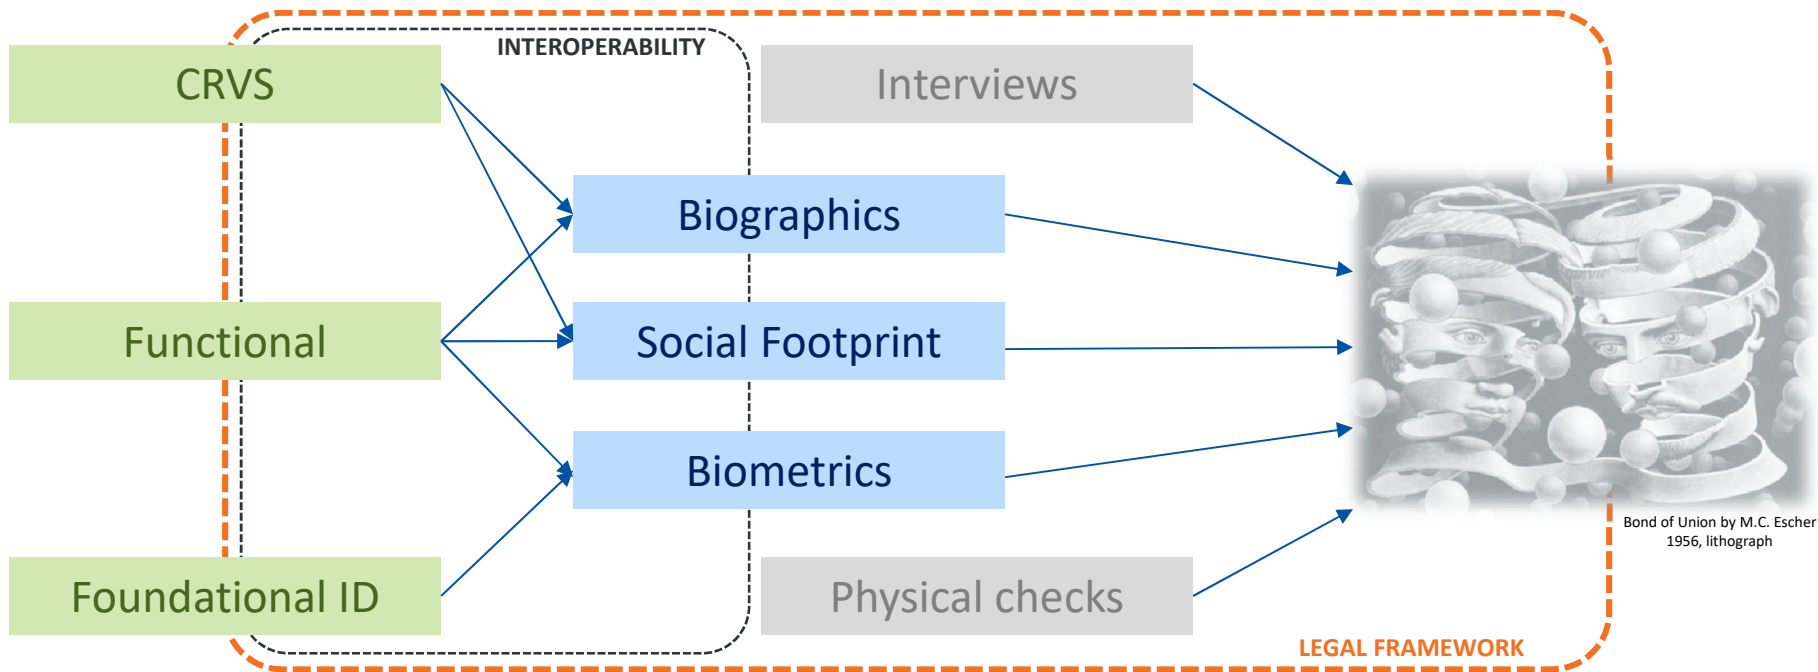 INTEROPERABILITY
CRVS
Interviews
Biographics
Functional
Social Footprint
Biometrics
Bond of Union by M.C. Escher
1956, lithograph
Foundational ID
Physical checks
LEGAL FRAMEWORK